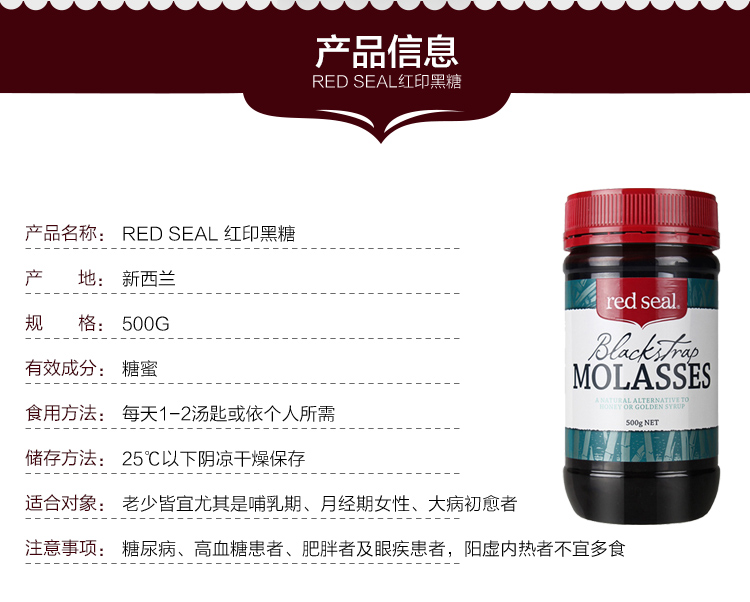 产品信息
RED SEAL红印黑糖
产品名称： RED SEAL 红印黑糖
产 地： 新西兰
规 格： 500G
有效成分： 糖蜜
食用方法： 每天1-2汤匙或依个人所需
储存方法： 25℃以下阴凉干燥保存
适合对象： 老少皆宜尤其是哺乳期、月经期女性、大病初愈者
注意事项： 糖尿病、高血糖患者、肥胖者及眼疾患者，阳虚内热者不宜多食
red seal®
Blackstrap
MOLASSES
A NATURAL ALTERNATIVE TO
HONEY OR GOLDEN SYRUP
500g NET